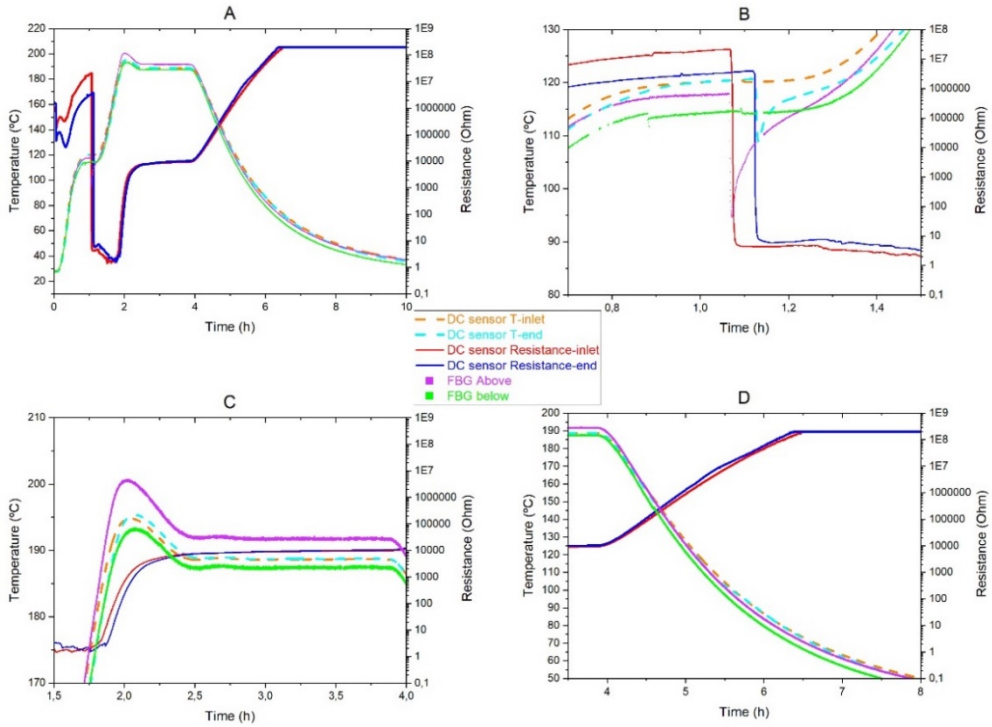 A
B
220
200
180
160
140
120
100
80
60
40
20
Temperature (ºC)
1E9
1E8
1E7
1000000
100000
10000
1000
100
10
1
0,1
Resistance (Ohm)
0
2
4
6
8
10
Time (h)
130
120
110
100
90
80
Temperature (ºC)
1E9
1E8
1E7
1000000
100000
10000
1000
100
10
1
0,1
Resistance (Ohm)
0,8
1,0
1,2
1,4
Time (h)
DC sensor T-inlet
DC sensor T-end
DC sensor Resistance-inlet
DC sensor Resistance-end
FBG Above
FBG below
C
D
210
200
190
180
170
Temperature (ºC)
1E9
1E8
1E7
1000000
100000
10000
1000
100
10
1
0,1
Resistance (Ohm)
1,5
2,0
2,5
3,0
3,5
4,0
Time (h)
200
190
180
170
160
150
140
130
120
110
100
90
80
70
60
50
Temperature (ºC)
1E9
1E8
1E7
1000000
100000
10000
1000
100
10
1
0,1
Resistance (Ohm)
4
5
6
7
8
Time (h)